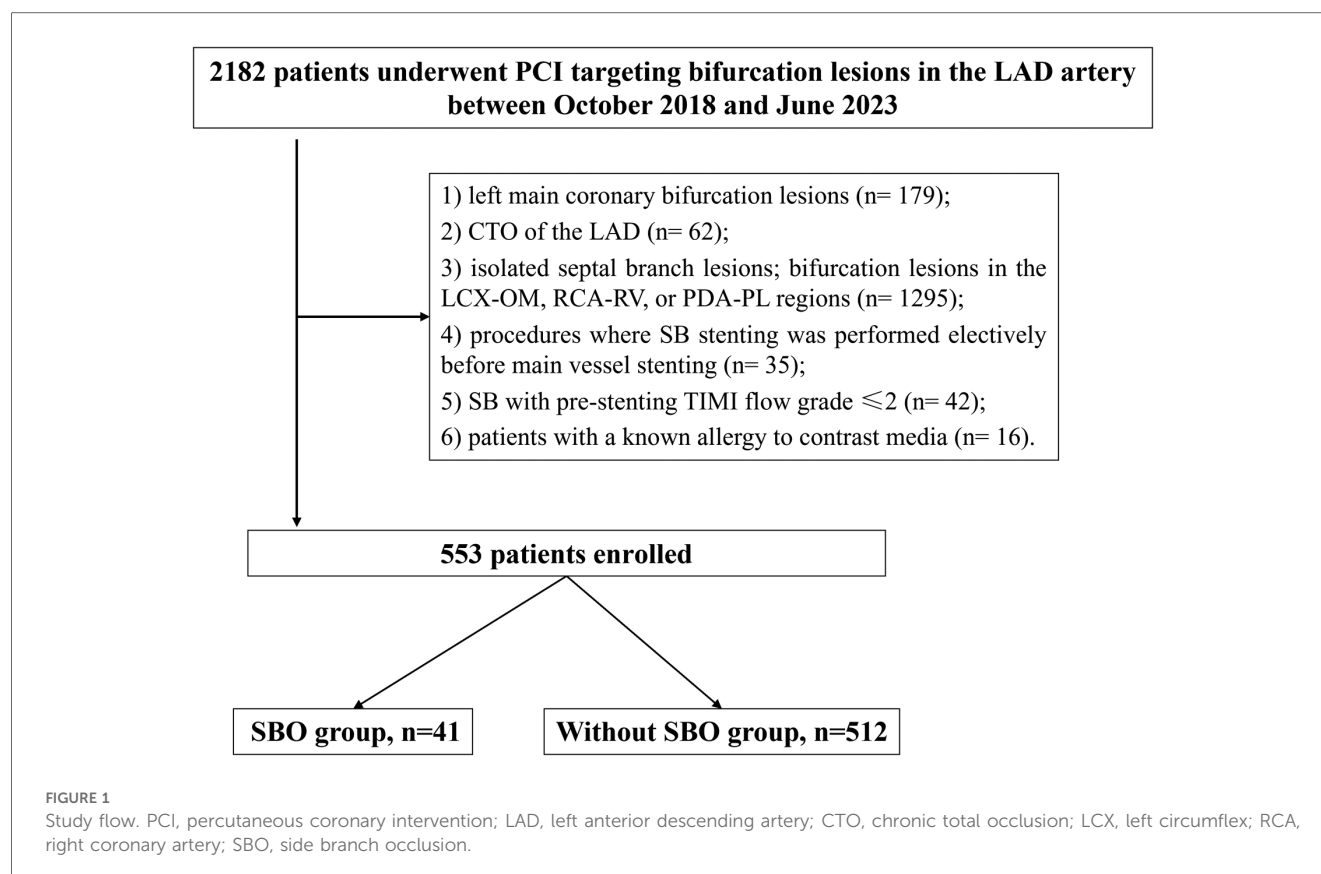 2182 patients underwent PCI targeting bifurcation lesions in the LAD artery
between October 2018 and June 2023
1) left main coronary bifurcation lesions (n= 179);
2) CTO of the LAD (n= 62);
3) isolated septal branch lesions; bifurcation lesions in the
LCX-OM, RCA-RV, or PDA-PL regions (n= 1295);
4) procedures where SB stenting was performed electively
before main vessel stenting (n= 35);
5) SB with pre-stenting TIMI flow grade ≤2 (n= 42);
6) patients with a known allergy to contrast media (n= 16).
553 patients enrolled
SBO group, n=41
Without SBO group, n=512
FIGURE 1
Study flow. PCI, percutaneous coronary intervention; LAD, left anterior descending artery; CTO, chronic total occlusion; LCX, left circumflex; RCA,
right coronary artery; SBO, side branch occlusion.